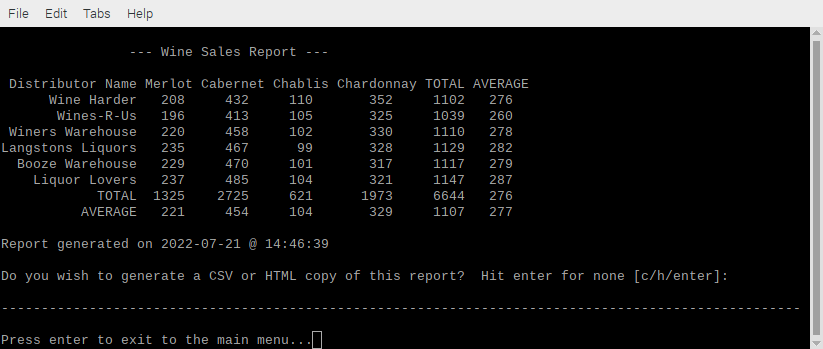 File Edit Tabs Help
--- Wine Sales Report ---
Distributor Name Merlot Cabernet Chablis Chardonnay TOTAL AVERAGE
Wine Harder 208 432 110 352 1102 276
Wines-R-Us 196 413 105 325 1039 260
Winers Warehouse 220 458 102 330 1110 278
Langstons Liquors 235 467 99 328 1129 282
Booze Warehouse 229 470 101 317 1117 279
Liquor Lovers 237 485 104 321 1147 287
TOTAL 1325 2725 621 1973 6644 276
AVERAGE 221 454 104 329 1107 277
Report generated on 2022-07-21 @ 14:46:39
Do you wish to generate a CSV or HTML copy of this report?  Hit enter for none [c/h/enter]:
----------------------------------------------------------------------------------------------------
Press enter to exit to the main menu...